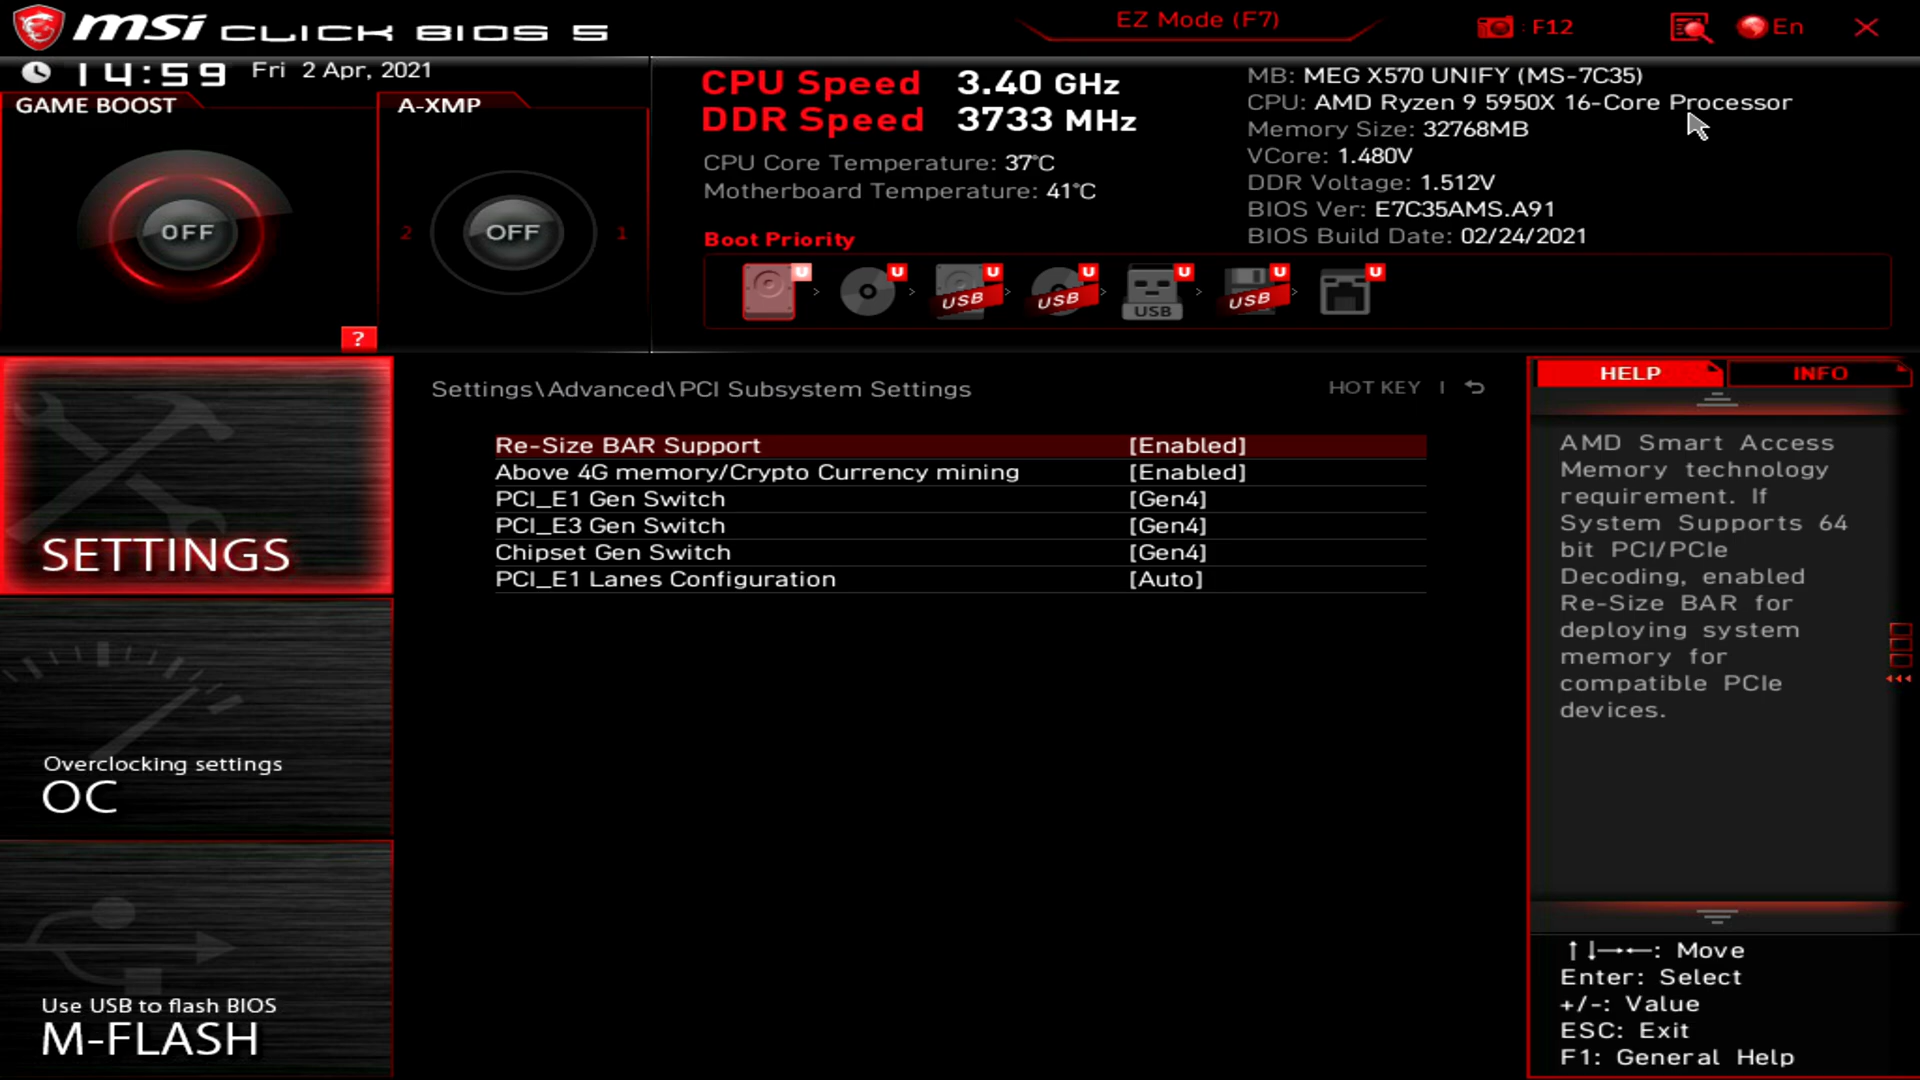 msi CLICK BIOS 5
EZ Mode (F7)
: F12
En
14:59 Fri 2 Apr, 2021
GAME BOOST
OFF
?
A-XMP
2 OFF 1
CPU Speed 3.40 GHz
DDR Speed 3733 MHz
CPU Core Temperature: 37°C
Motherboard Temperature: 41°C
MB: MEG X570 UNIFY (MS-7C35)
CPU: AMD Ryzen 9 5950X 16-Core Processor
Memory Size: 32768MB
VCore: 1.480V
DDR Voltage: 1.512V
BIOS Ver: E7C35AMS.A91
BIOS Build Date: 02/24/2021
Boot Priority
U U U U U U U
USB USB USB USB
SETTINGS
Overclocking settings
OC
Use USB to flash BIOS
M-FLASH
Settings\Advanced\PCI Subsystem Settings
HOT KEY |
Re-Size BAR Support [Enabled]
Above 4G memory/Crypto Currency mining [Enabled]
PCI_E1 Gen Switch [Gen4]
PCI_E3 Gen Switch [Gen4]
Chipset Gen Switch [Gen4]
PCI_E1 Lanes Configuration [Auto]
HELP
INFO
AMD Smart Access
Memory technology
requirement. If
System Supports 64
bit PCI/PCIe
Decoding, enabled
Re-Size BAR for
deploying system
memory for
compatible PCIe
devices.
↑↓→←: Move
Enter: Select
+/-: Value
ESC: Exit
F1: General Help